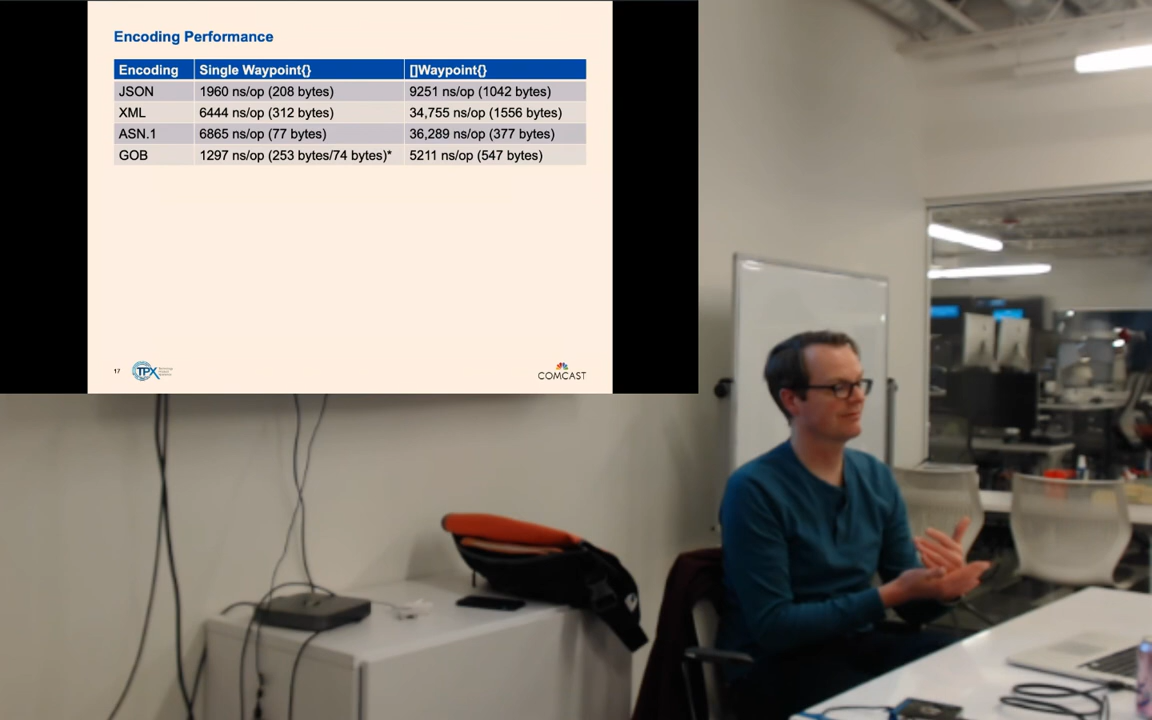 Encoding Performance
Encoding Single Waypoint{} []Waypoint{}
JSON 1960 ns/op (208 bytes) 9251 ns/op (1042 bytes)
XML 6444 ns/op (312 bytes) 34,755 ns/op (1556 bytes)
ASN.1 6865 ns/op (77 bytes) 36,289 ns/op (377 bytes)
GOB 1297 ns/op (253 bytes/74 bytes)* 5211 ns/op (547 bytes)
17 TPX COMCAST